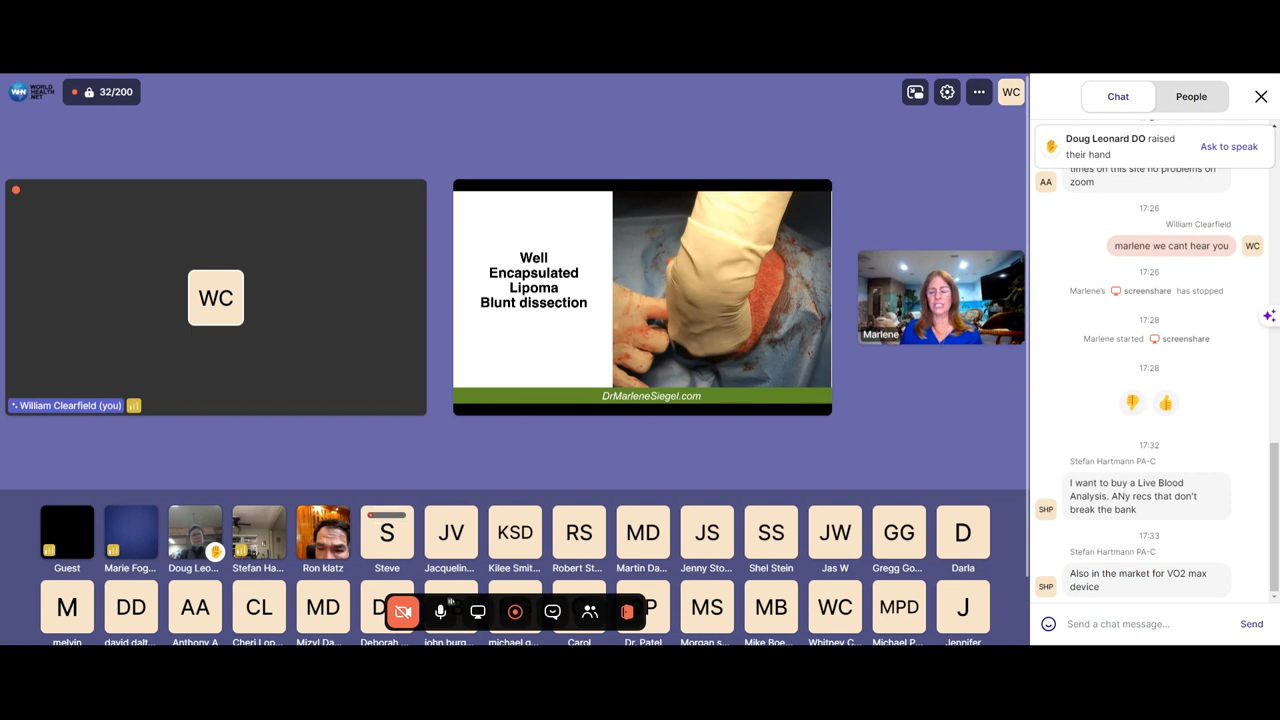 WHN WORLD
HEALTH
.NET
32/200
WC
Well
Encapsulated
Lipoma
Blunt dissection
DrMarleneSiegel.com
Marlene
WC
William Clearfield (you)
Guest
Marie Fog...
Doug Leo...
Stefan Ha...
Ron klatz
S
Steve
JV
Jacquelin...
KSD
Kilee Smit...
RS
Robert St...
MD
Martin Da...
JS
Jenny Sto...
SS
Shel Stein
JW
Jas W
GG
Gregg Go...
D
Darla
M
melvin
DD
david dalt...
AA
Anthony A
CL
Cheri Lop...
MD
Mizyl Da...
D
Deborah
john burg...
michael g...
Carol
P
Dr. Patel
MS
Morgan s...
MB
Mike Boe...
WC
Whitney C...
MPD
Michael P...
J
Jennifer
Chat
People
Doug Leonard DO raised
their hand
Ask to speak
times on this site no problems on
zoom
AA
17:26
William Clearfield
marlene we cant hear you
WC
17:26
Marlene's screenshare has stopped
17:28
Marlene started screenshare
17:28
17:32
Stefan Hartmann PA-C
I want to buy a Live Blood
Analysis. ANy recs that don't
break the bank
SHP
17:33
Stefan Hartmann PA-C
Also in the market for VO2 max
device
SHP
Send a chat message...
Send